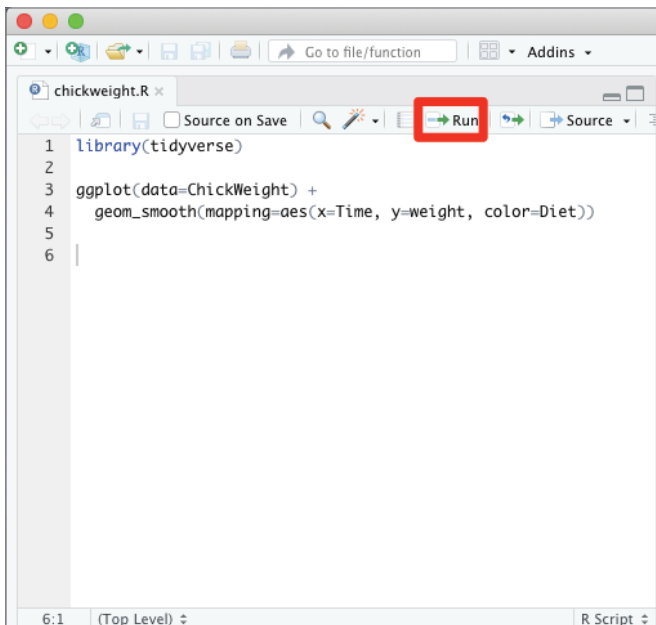 Go to file/function Addins
chickweight.R
Source on Save Run Source
1 library(tidyverse)
2
3 ggplot(data=ChickWeight) +
4   geom_smooth(mapping=aes(x=Time, y=weight, color=Diet))
5
6
6:1 (Top Level) R Script